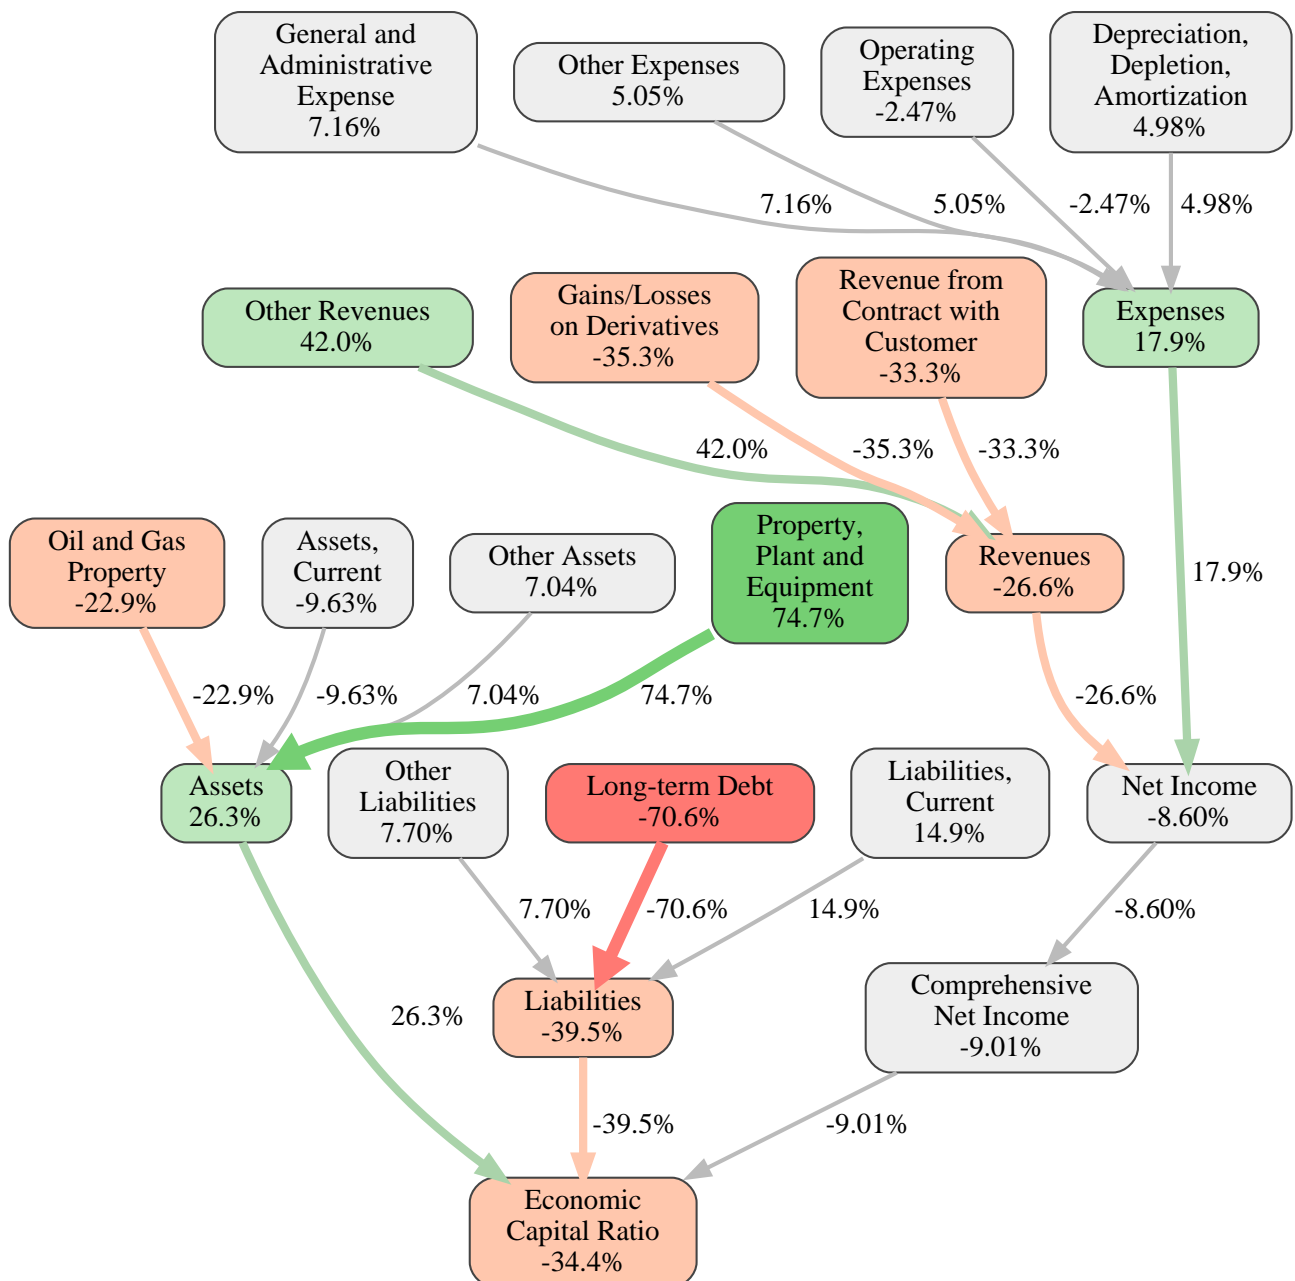 General and
Administrative
Expense
7.16%
Other Expenses
5.05%
Operating
Expenses
-2.47%
Depreciation,
Depletion,
Amortization
4.98%
7.16%
5.05%
-2.47%
4.98%
Other Revenues
42.0%
Gains/Losses
on Derivatives
-35.3%
Revenue from
Contract with
Customer
-33.3%
Expenses
17.9%
42.0%
-35.3%
-33.3%
17.9%
Oil and Gas
Property
-22.9%
Assets,
Current
-9.63%
Other Assets
7.04%
Property,
Plant and
Equipment
74.7%
Revenues
-26.6%
-22.9%
-9.63%
7.04%
74.7%
-26.6%
Assets
26.3%
Other
Liabilities
7.70%
Long-term Debt
-70.6%
Liabilities,
Current
14.9%
Net Income
-8.60%
7.70%
-70.6%
14.9%
-8.60%
26.3%
Liabilities
-39.5%
Comprehensive
Net Income
-9.01%
-39.5%
-9.01%
Economic
Capital Ratio
-34.4%